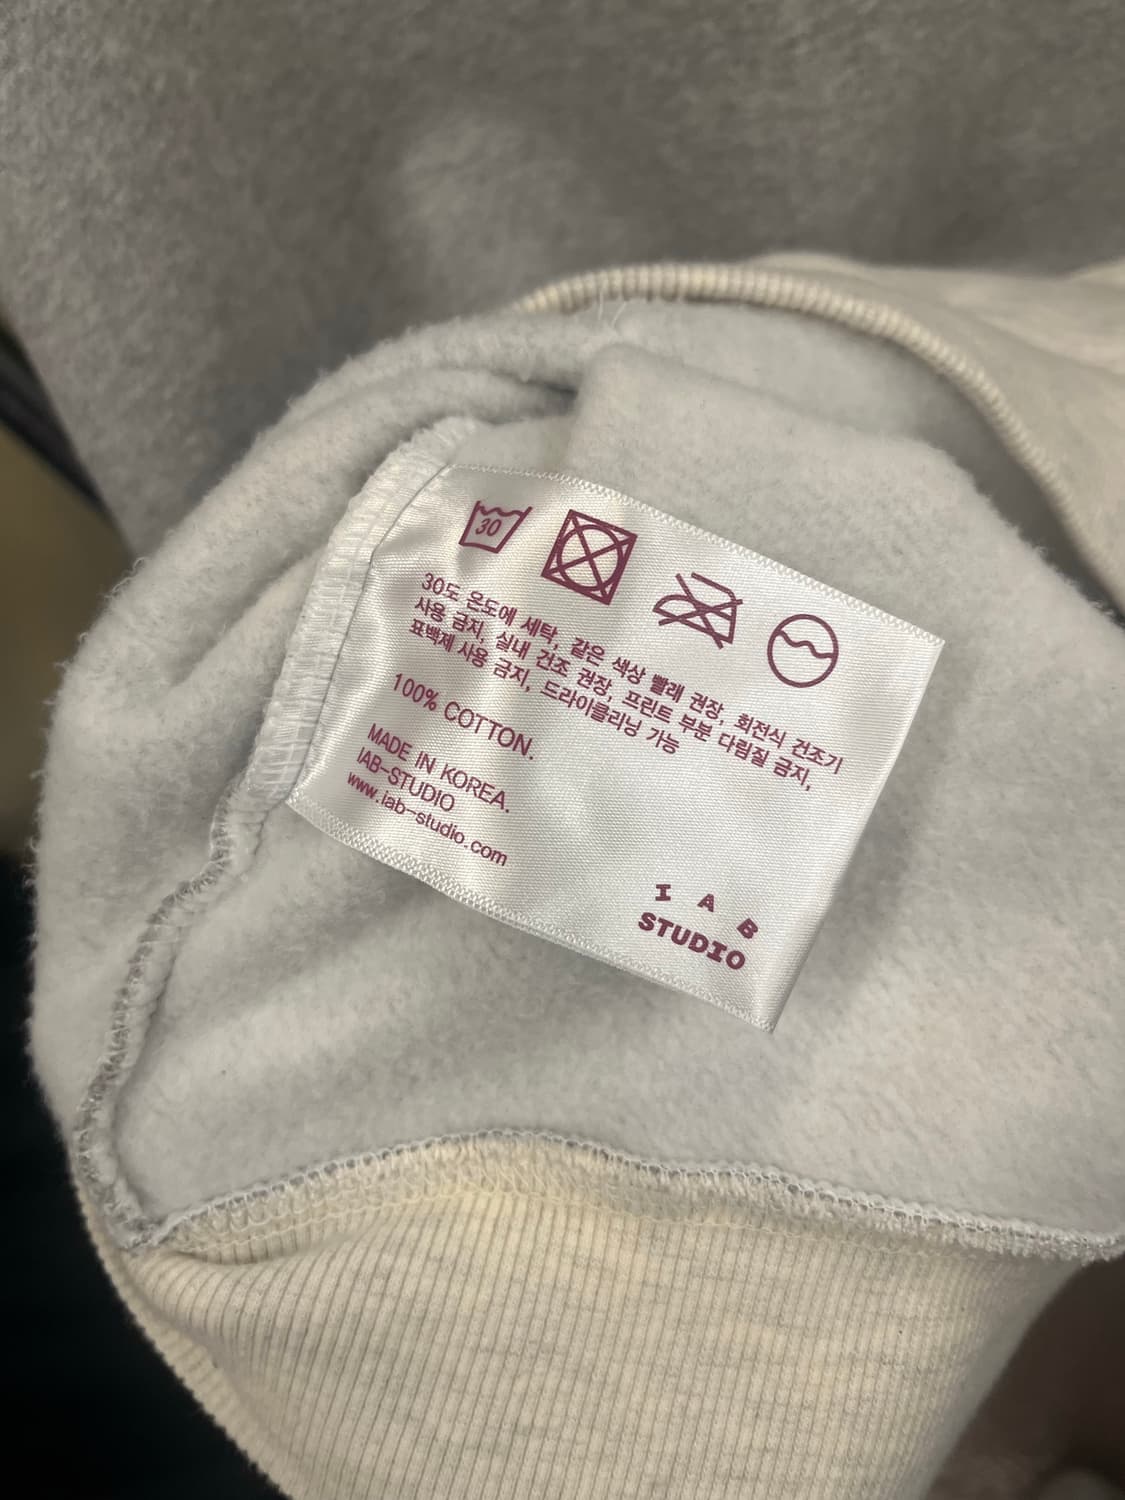 30
30도 온도에 세탁, 같은 색상 빨래 권장, 회전식 건조기
사용 금지, 실내 건조 권장, 프린트 부분 다림질 금지,
표백제 사용 금지, 드라이클리닝 가능
100% COTTON.
MADE IN KOREA.
IAB-STUDIO
www.iab-studio.com
I A B
STUDIO